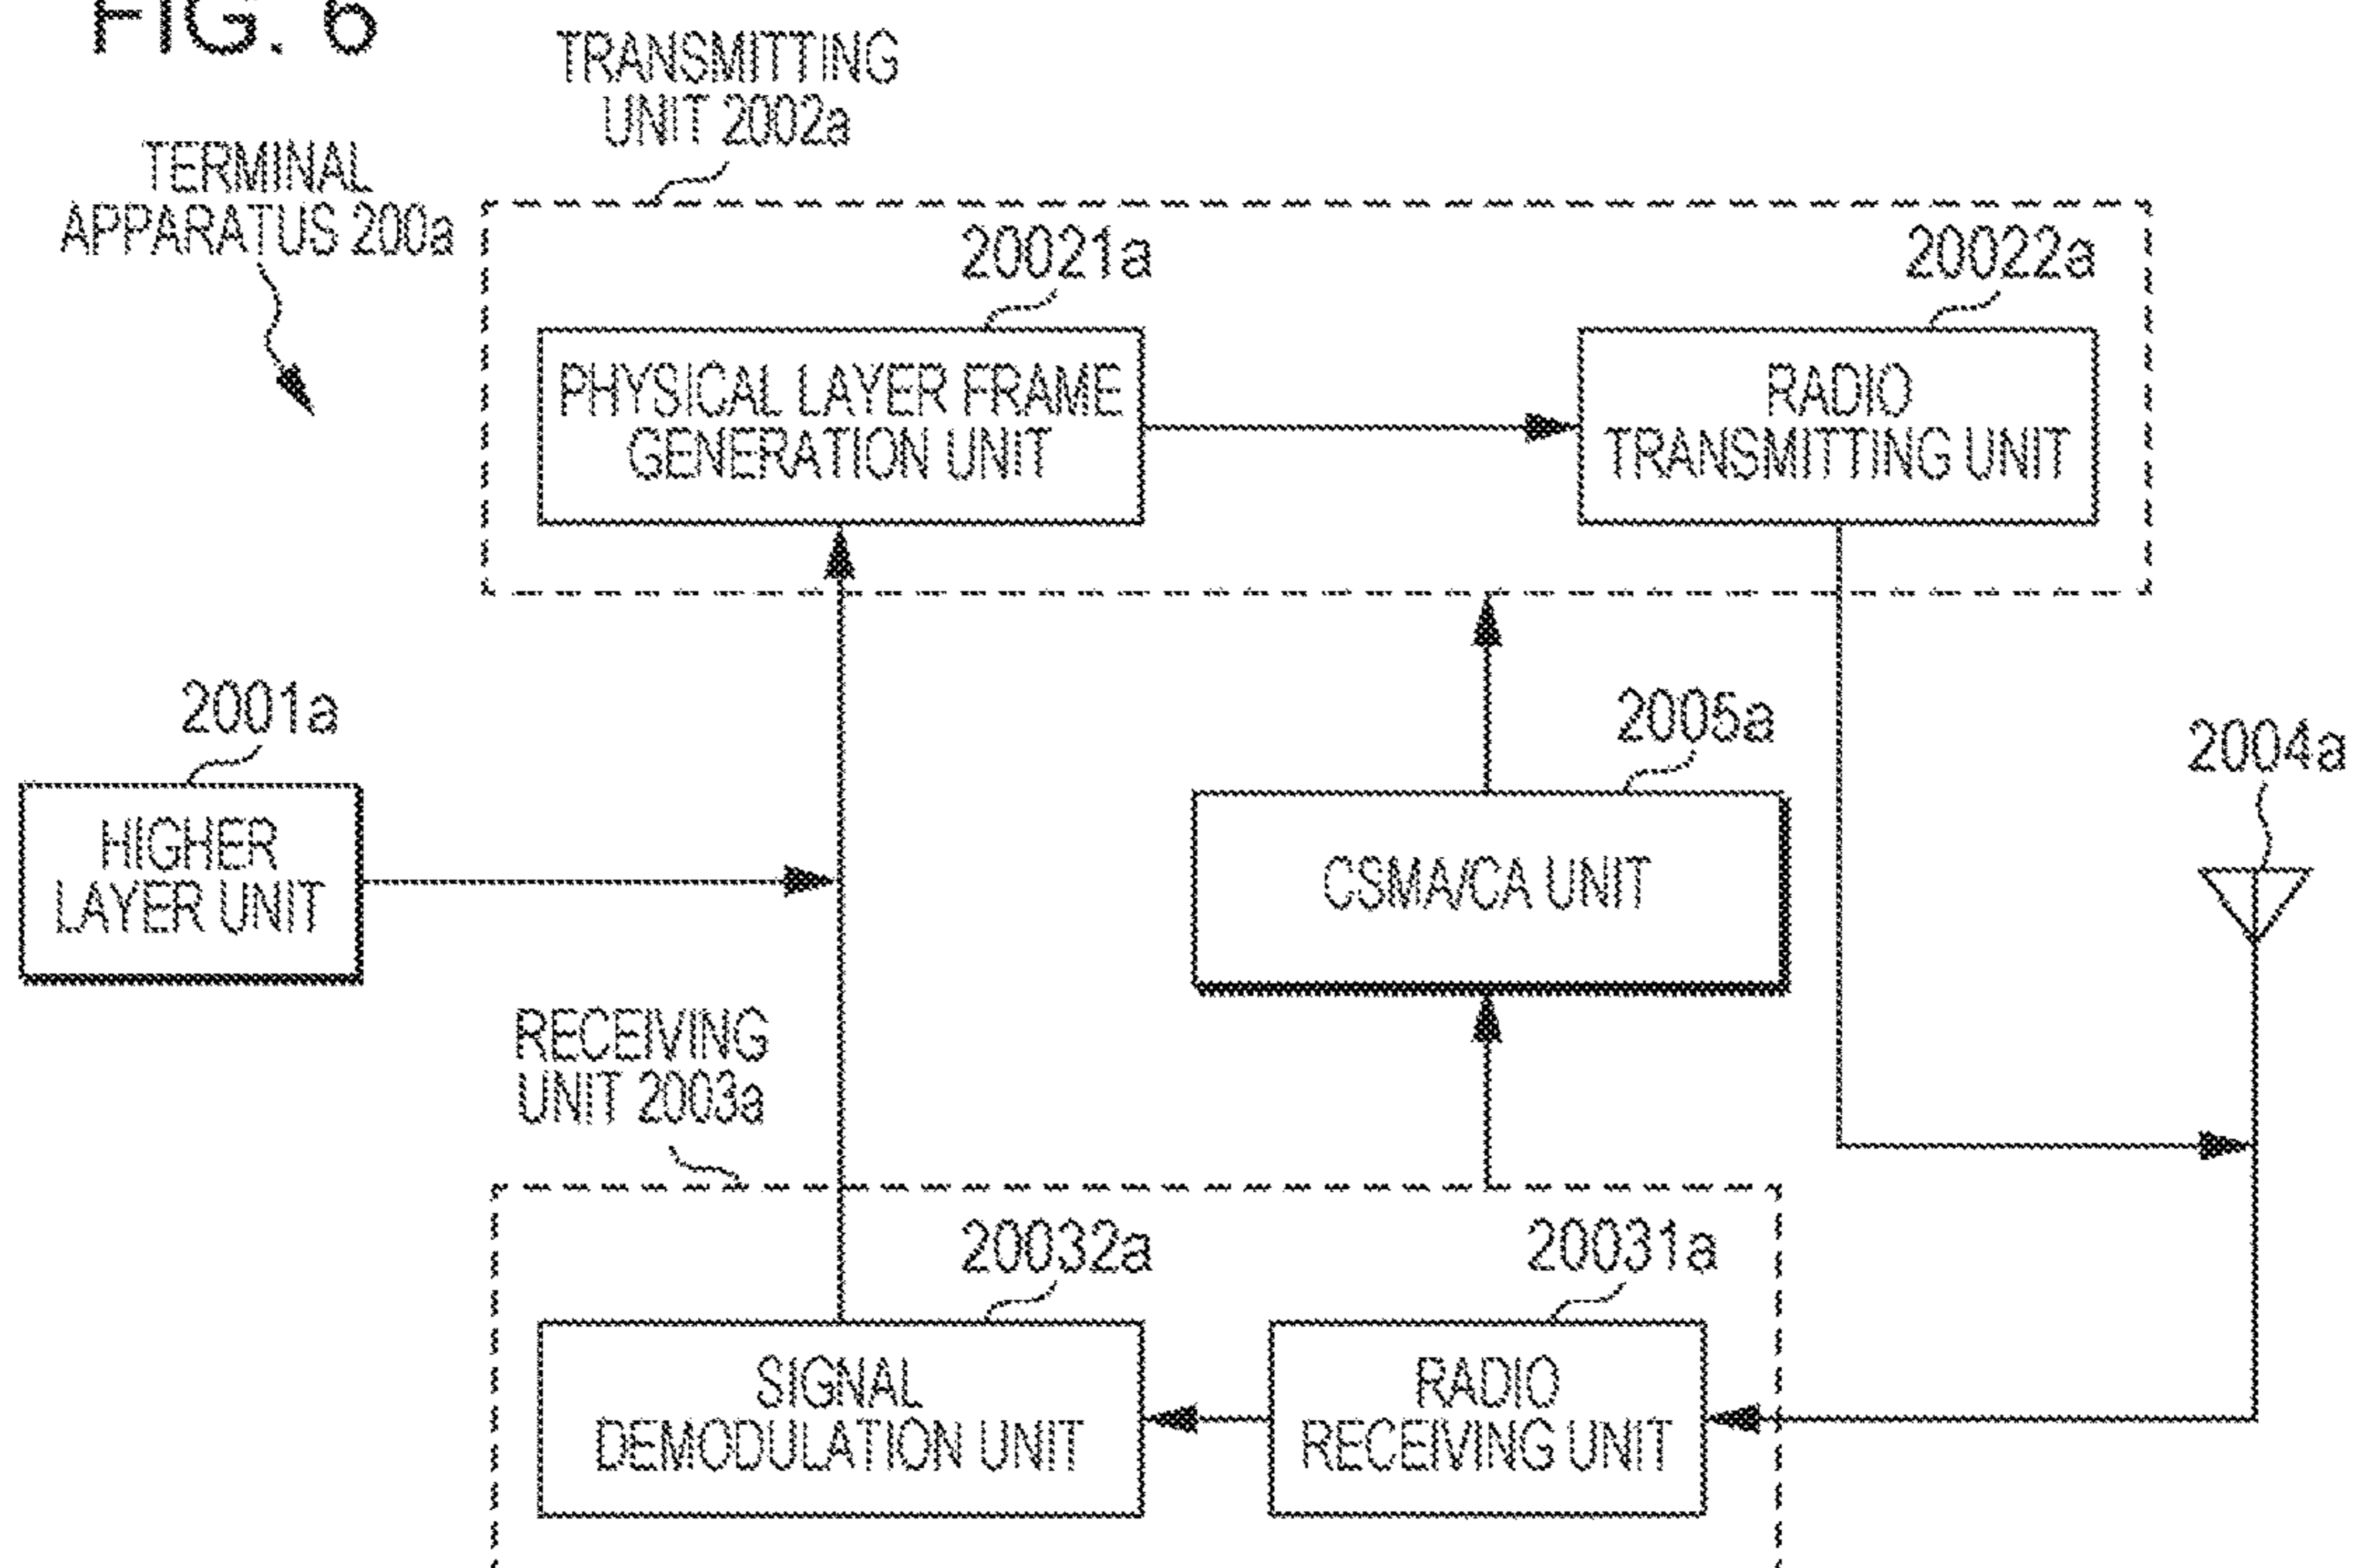 FIG. 6
TRANSMITTING
UNIT 2002a
TERMINAL
APPARATUS 200a
20021a
20022a
PHYSICAL LAYER FRAME
GENERATION UNIT
RADIO
TRANSMITTING UNIT
2001a
2005a
2004a
HIGHER
LAYER UNIT
CSMA/CA UNIT
RECEIVING
UNIT 2003a
20032a
20031a
SIGNAL
DEMODULATION UNIT
RADIO
RECEIVING UNIT